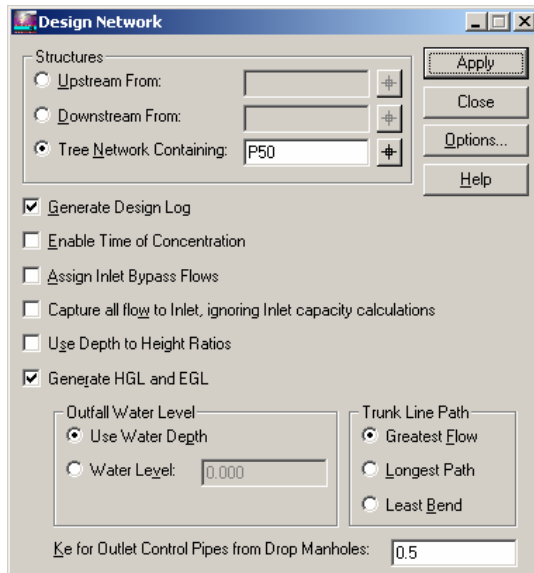 Design Network
Structures
Upstream From:
Downstream From:
Tree Network Containing: P50
Apply
Close
Options...
Help
Generate Design Log
Enable Time of Concentration
Assign Inlet Bypass Flows
Capture all flow to Inlet, ignoring Inlet capacity calculations
Use Depth to Height Ratios
Generate HGL and EGL
Outfall Water Level
Use Water Depth
Water Level: 0.000
Trunk Line Path
Greatest Flow
Longest Path
Least Bend
Ke for Outlet Control Pipes from Drop Manholes: 0.5